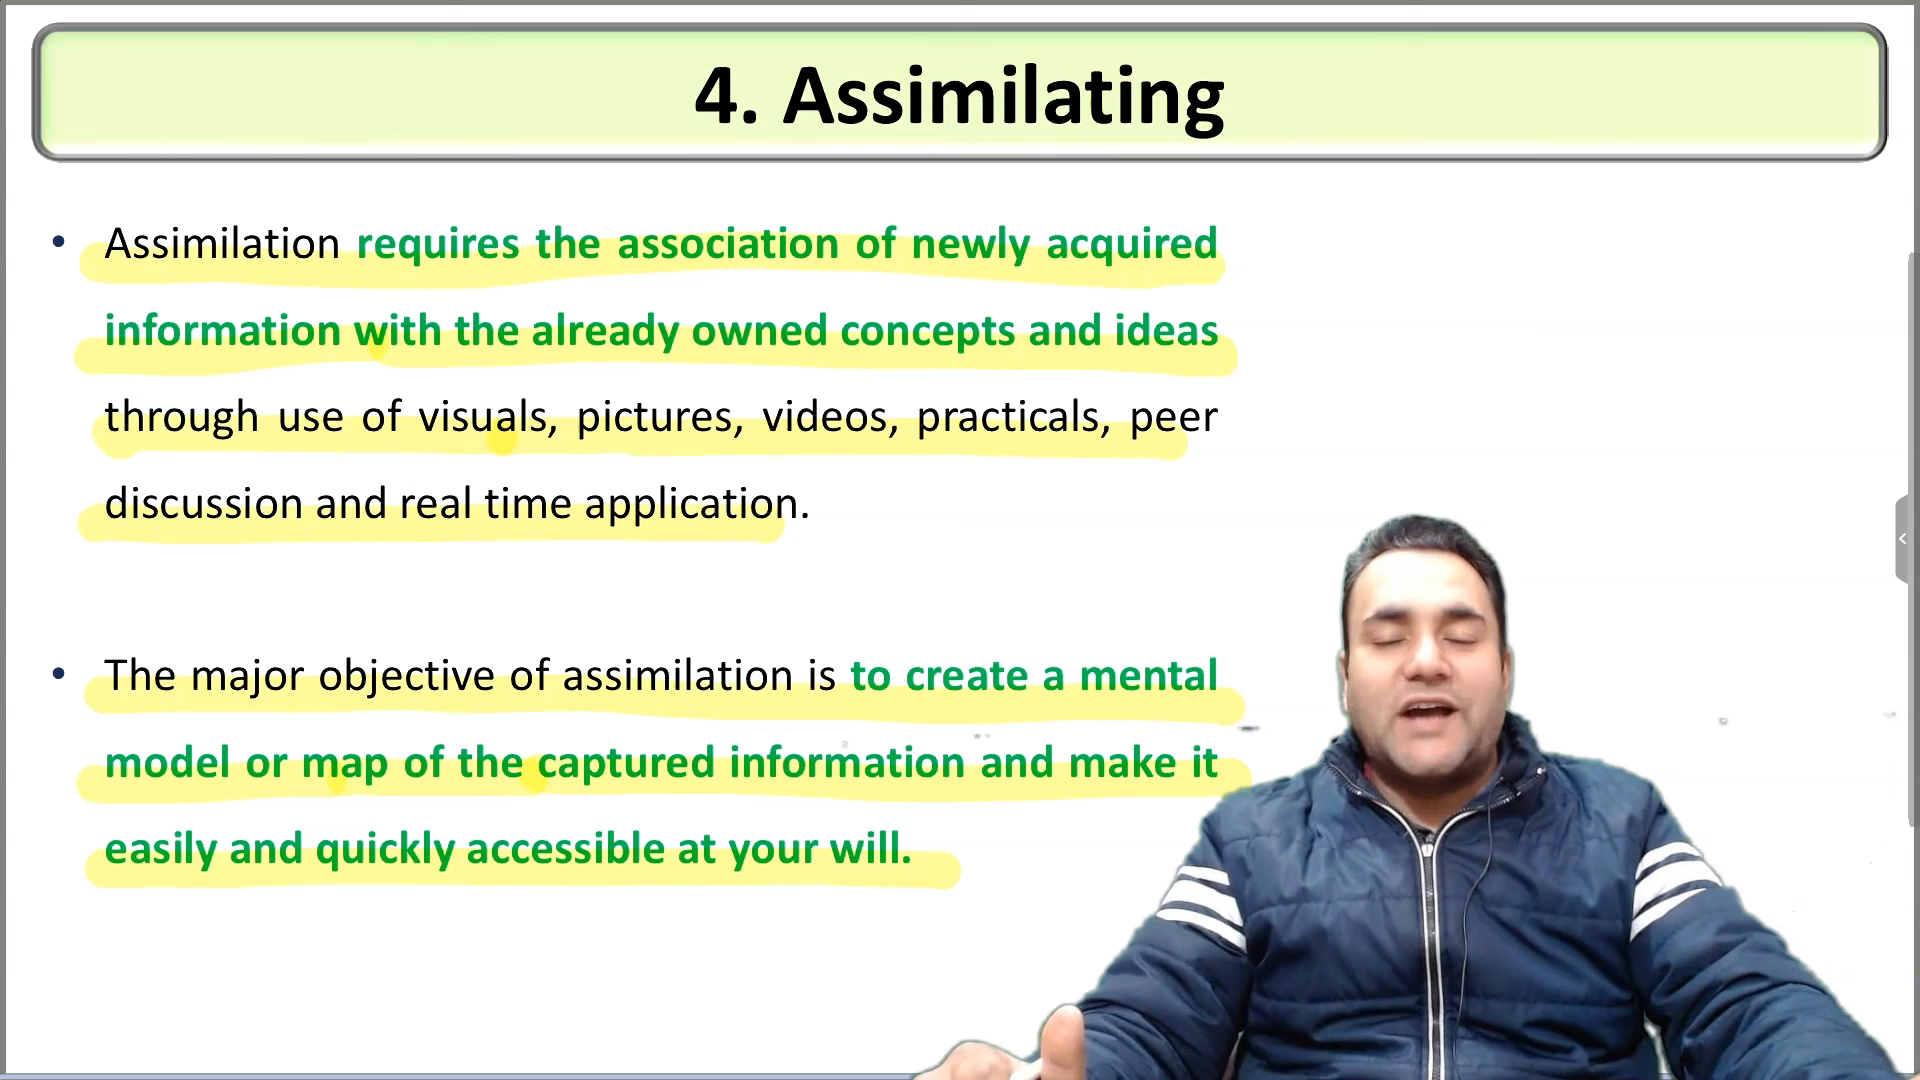 4. Assimilating
• Assimilation requires the association of newly acquired
information with the already owned concepts and ideas
through use of visuals, pictures, videos, practicals, peer
discussion and real time application.
• The major objective of assimilation is to create a mental
model or map of the captured information and make it
easily and quickly accessible at your will.